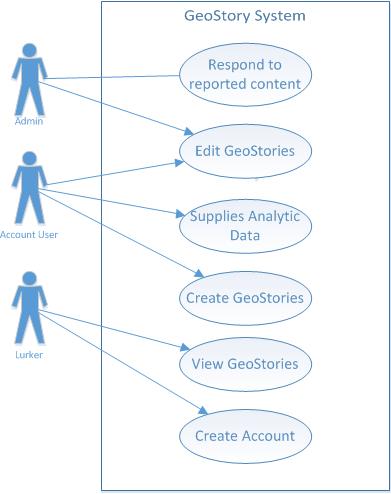 GeoStory System
Respond to
reported content
Admin
Edit GeoStories
Account User
Supplies Analytic
Data
Create GeoStories
Lurker
View GeoStories
Create Account